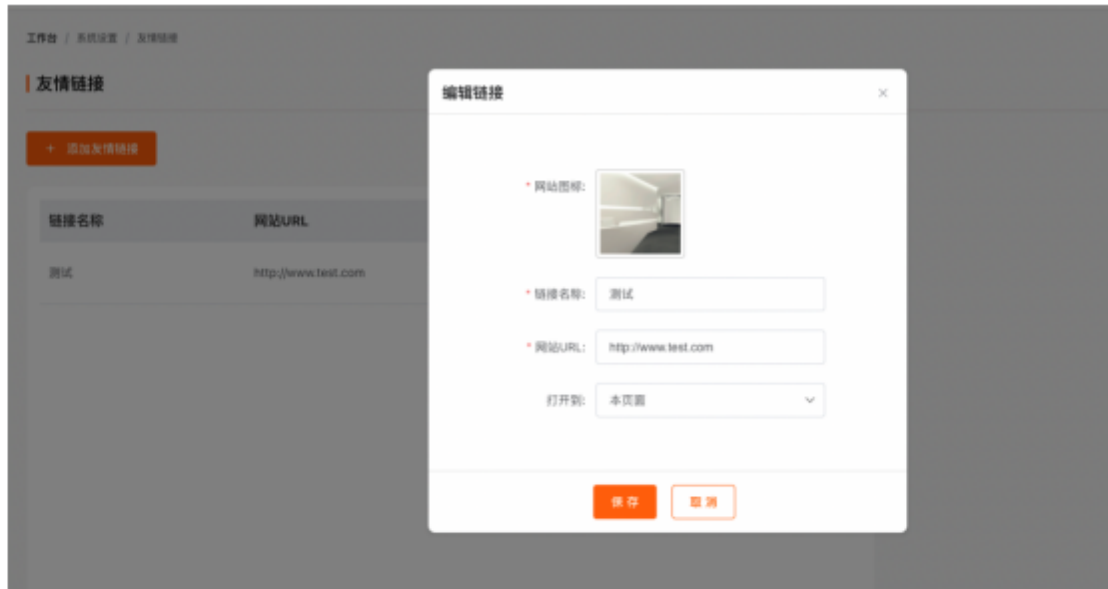 工作台 / 系统设置 / 友情链接
友情链接
+ 添加友情链接
链接名称 网站URL
测试 http://www.test.com
编辑链接 ×
* 网站图标:
* 链接名称: 测试
* 网站URL: http://www.test.com
打开到: 本页面
保存 取消